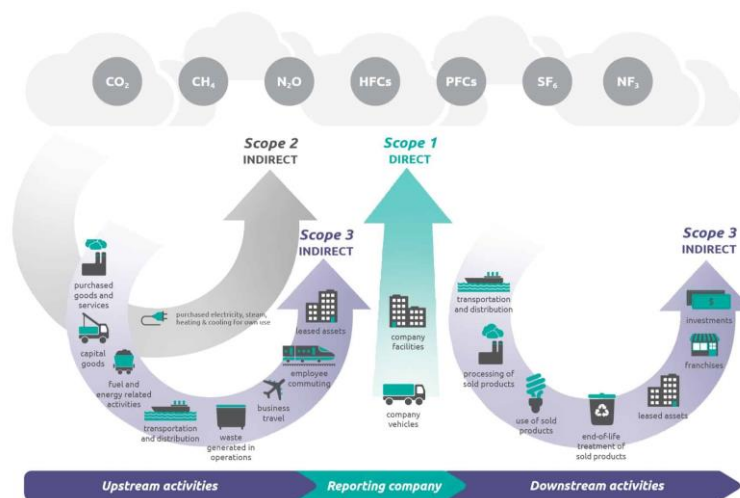 CO₂
CH₄
N₂O
HFCs
PFCs
SF₆
NF₃
Scope 2
INDIRECT
Scope 1
DIRECT
Scope 3
INDIRECT
Scope 3
INDIRECT
purchased
goods and
services
capital
goods
fuel and
energy related
activities
transportation
and distribution
waste
generated in
operations
business
travel
employee
commuting
leased assets
purchased electricity, steam,
heating & cooling for own use
company
facilities
company
vehicles
transportation
and distribution
processing of
sold products
use of sold
products
end-of-life
treatment of
sold products
leased assets
franchises
investments
$
Upstream activities
Reporting company
Downstream activities